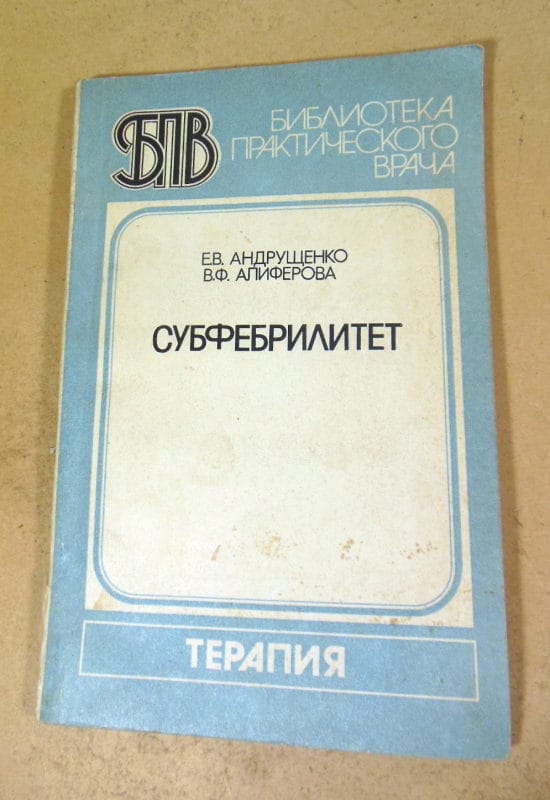 БПВ
БИБЛИОТЕКА
ПРАКТИЧЕСКОГО
ВРАЧА
Е.В. АНДРУЩЕНКО
В.Ф. АЛИФЕРОВА
СУБФЕБРИЛИТЕТ
ТЕРАПИЯ